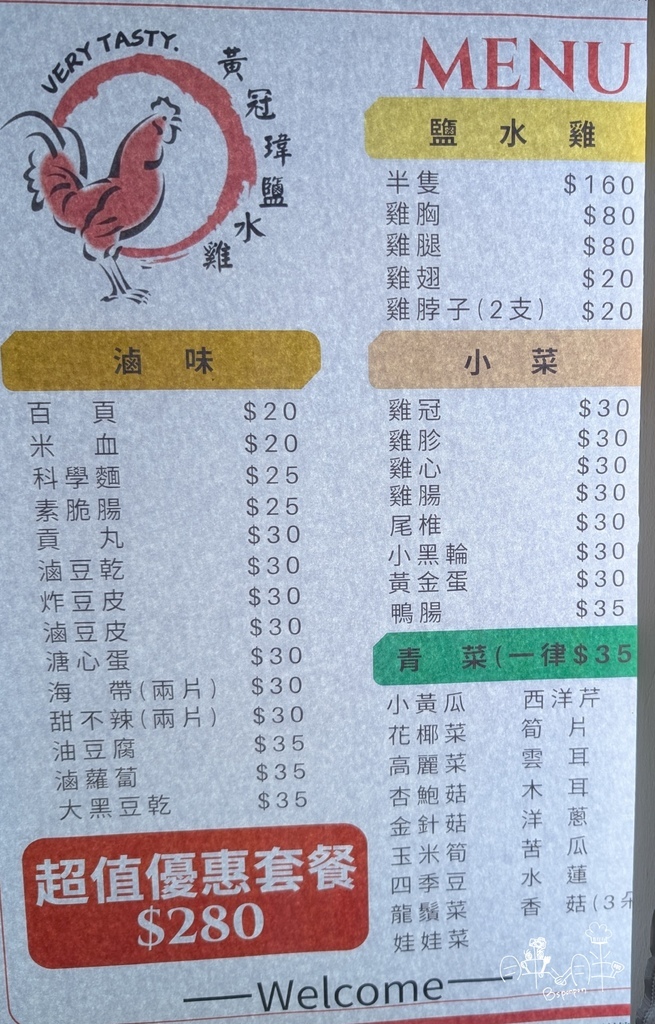 VERY TASTY.
黃冠瑋鹽水雞
MENU
鹽水雞
半隻 $160
雞胸 $80
雞腿 $80
雞翅 $20
雞脖子(2支) $20
滷味
百頁 $20
米血 $20
科學麵 $25
素脆腸 $25
貢丸 $30
滷豆乾 $30
炸豆皮 $30
滷豆皮 $30
溏心蛋 $30
海帶(兩片) $30
甜不辣(兩片) $30
油豆腐 $35
滷蘿蔔 $35
大黑豆乾 $35
小菜
雞冠 $30
雞胗 $30
雞心 $30
雞腸 $30
尾椎 $30
小黑輪 $30
黃金蛋 $30
鴨腸 $35
青菜(一律$35
小黃瓜 西洋芹
花椰菜 筍片
高麗菜 雲耳
杏鮑菇 木耳
金針菇 洋蔥
玉米筍 苦瓜
四季豆 水蓮
龍鬚菜 香菇(3朵
娃娃菜
超值優惠套餐
$280
Welcome